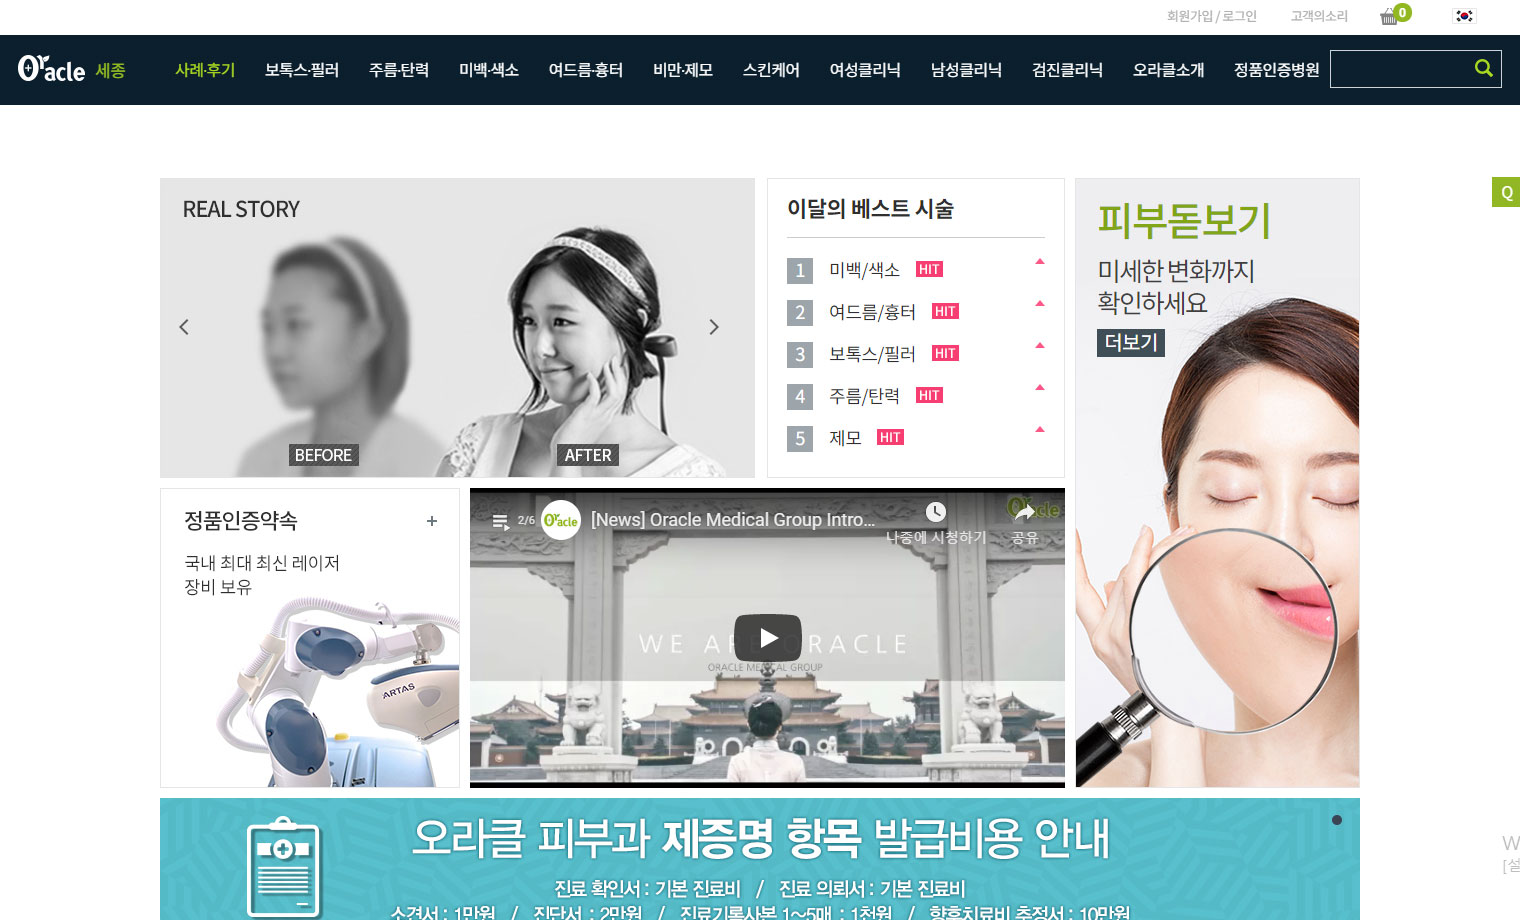 회원가입 / 로그인 고객의소리 0
Oracle 세종 사례·후기 보톡스·필러 주름·탄력 미백·색소 여드름·흉터 비만·제모 스킨케어 여성클리닉 남성클리닉 검진클리닉 오라클소개 정품인증병원
REAL STORY
BEFORE AFTER
이달의 베스트 시술
1 미백/색소 HIT
2 여드름/흉터 HIT
3 보톡스/필러 HIT
4 주름/탄력 HIT
5 제모 HIT
피부돋보기
미세한 변화까지
확인하세요
더보기
Q
정품인증약속 +
국내 최대 최신 레이저
장비 보유
ARTAS
2/6 Oracle [News] Oracle Medical Group Intro...
나중에 시청하기 공유
Oracle
WE ARE ORACLE
ORACLE MEDICAL GROUP
오라클 피부과 제증명 항목 발급비용 안내
진료 확인서 : 기본 진료비 / 진료 의뢰서 : 기본 진료비
소견서 : 1만원 / 진단서 : 2만원 / 진료기록사본 1~5매 : 1천원 / 향후치료비 추정서 : 10만원
W
[설